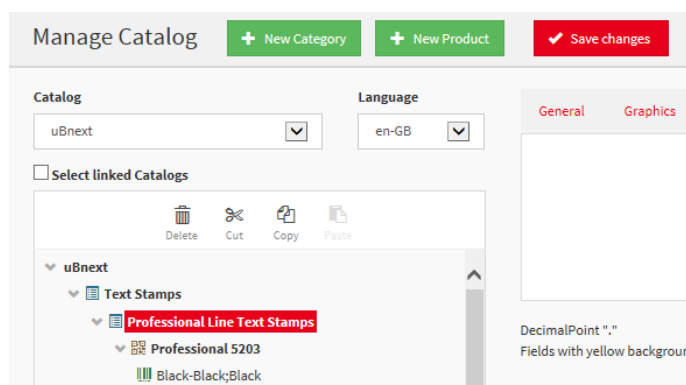 Manage Catalog
New Category
New Product
Save changes
Catalog
Language
uBnext
en-GB
General
Graphics
Select linked Catalogs
Delete
Cut
Copy
Paste
uBnext
Text Stamps
Professional Line Text Stamps
Professional 5203
Black-Black;Black
DecimalPoint "."
Fields with yellow